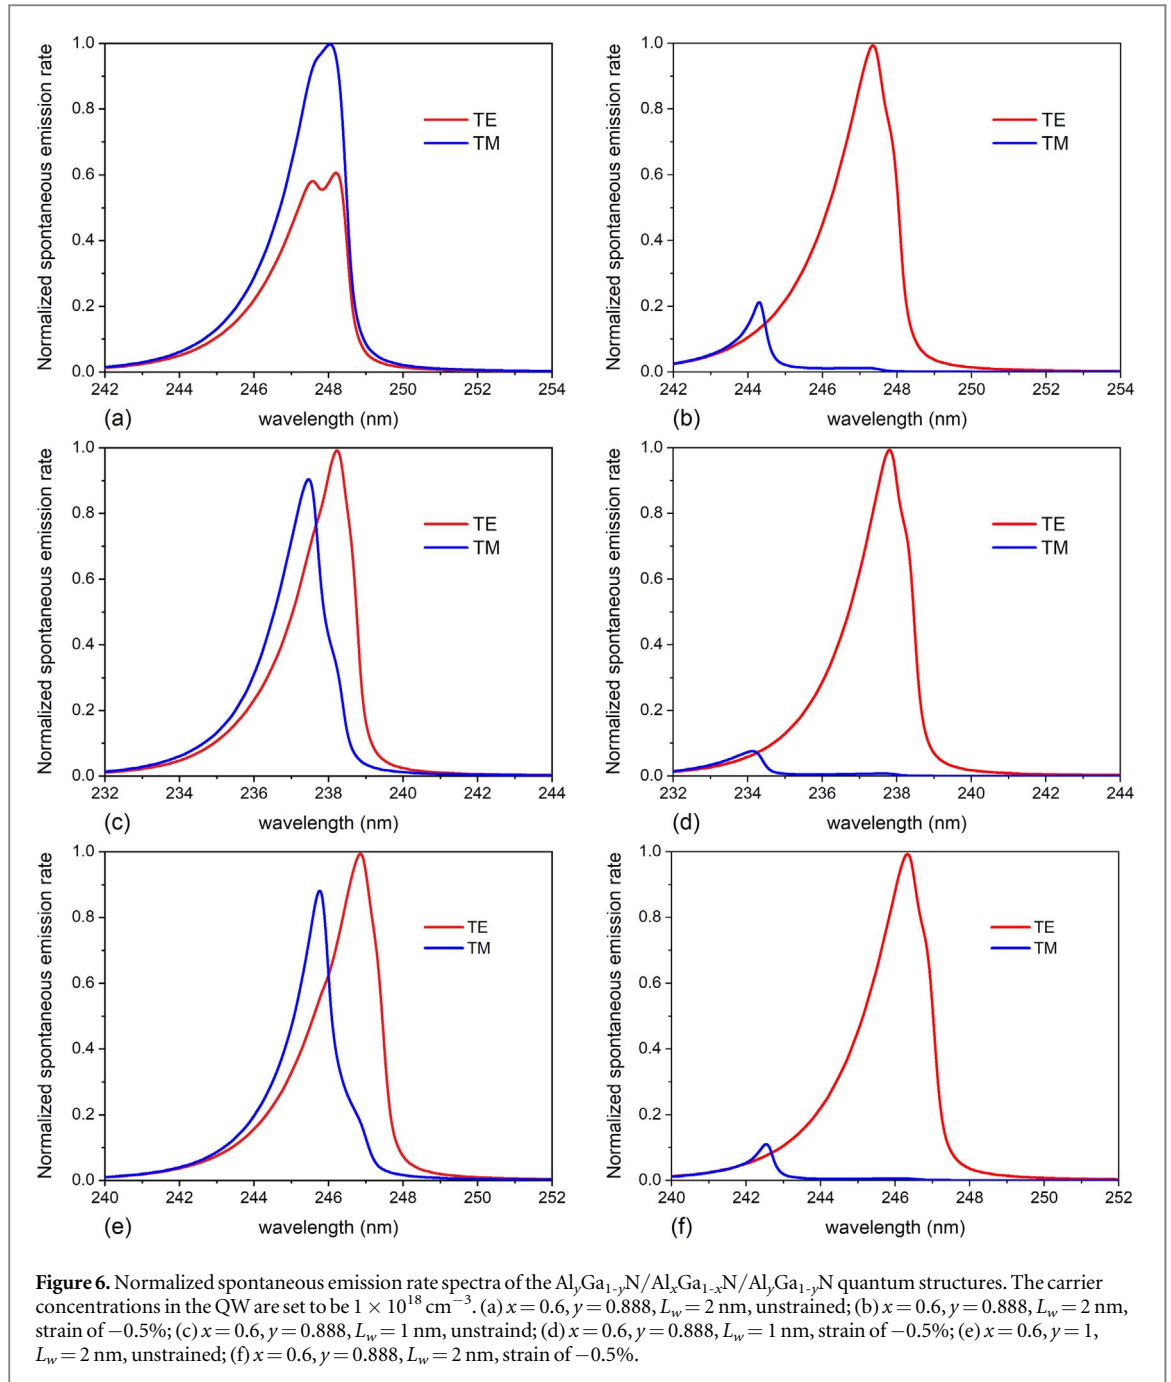 Normalized spontaneous emission rate
1.0
0.8
0.6
0.4
0.2
0.0
TE
TM
242 244 246 248 250 252 254
(a)
wavelength (nm)
Normalized spontaneous emission rate
1.0
0.8
0.6
0.4
0.2
0.0
TE
TM
242 244 246 248 250 252 254
(b)
wavelength (nm)
Normalized spontaneous emission rate
1.0
0.8
0.6
0.4
0.2
0.0
TE
TM
232 234 236 238 240 242 244
(c)
wavelength (nm)
Normalized spontaneous emission rate
1.0
0.8
0.6
0.4
0.2
0.0
TE
TM
232 234 236 238 240 242 244
(d)
wavelength (nm)
Normalized spontaneous emission rate
1.0
0.8
0.6
0.4
0.2
0.0
TE
TM
240 242 244 246 248 250 252
(e)
wavelength (nm)
Normalized spontaneous emission rate
1.0
0.8
0.6
0.4
0.2
0.0
TE
TM
240 242 244 246 248 250 252
(f)
wavelength (nm)
Figure 6. Normalized spontaneous emission rate spectra of the AlyGa1-yN/AlxGa1-xN/AlyGa1-yN quantum structures. The carrier
concentrations in the QW are set to be 1 × 10^18 cm^−3. (a) x = 0.6, y = 0.888, Lw = 2 nm, unstrained; (b) x = 0.6, y = 0.888, Lw = 2 nm,
strain of −0.5%; (c) x = 0.6, y = 0.888, Lw = 1 nm, unstraind; (d) x = 0.6, y = 0.888, Lw = 1 nm, strain of −0.5%; (e) x = 0.6, y = 1,
Lw = 2 nm, unstrained; (f) x = 0.6, y = 0.888, Lw = 2 nm, strain of −0.5%.